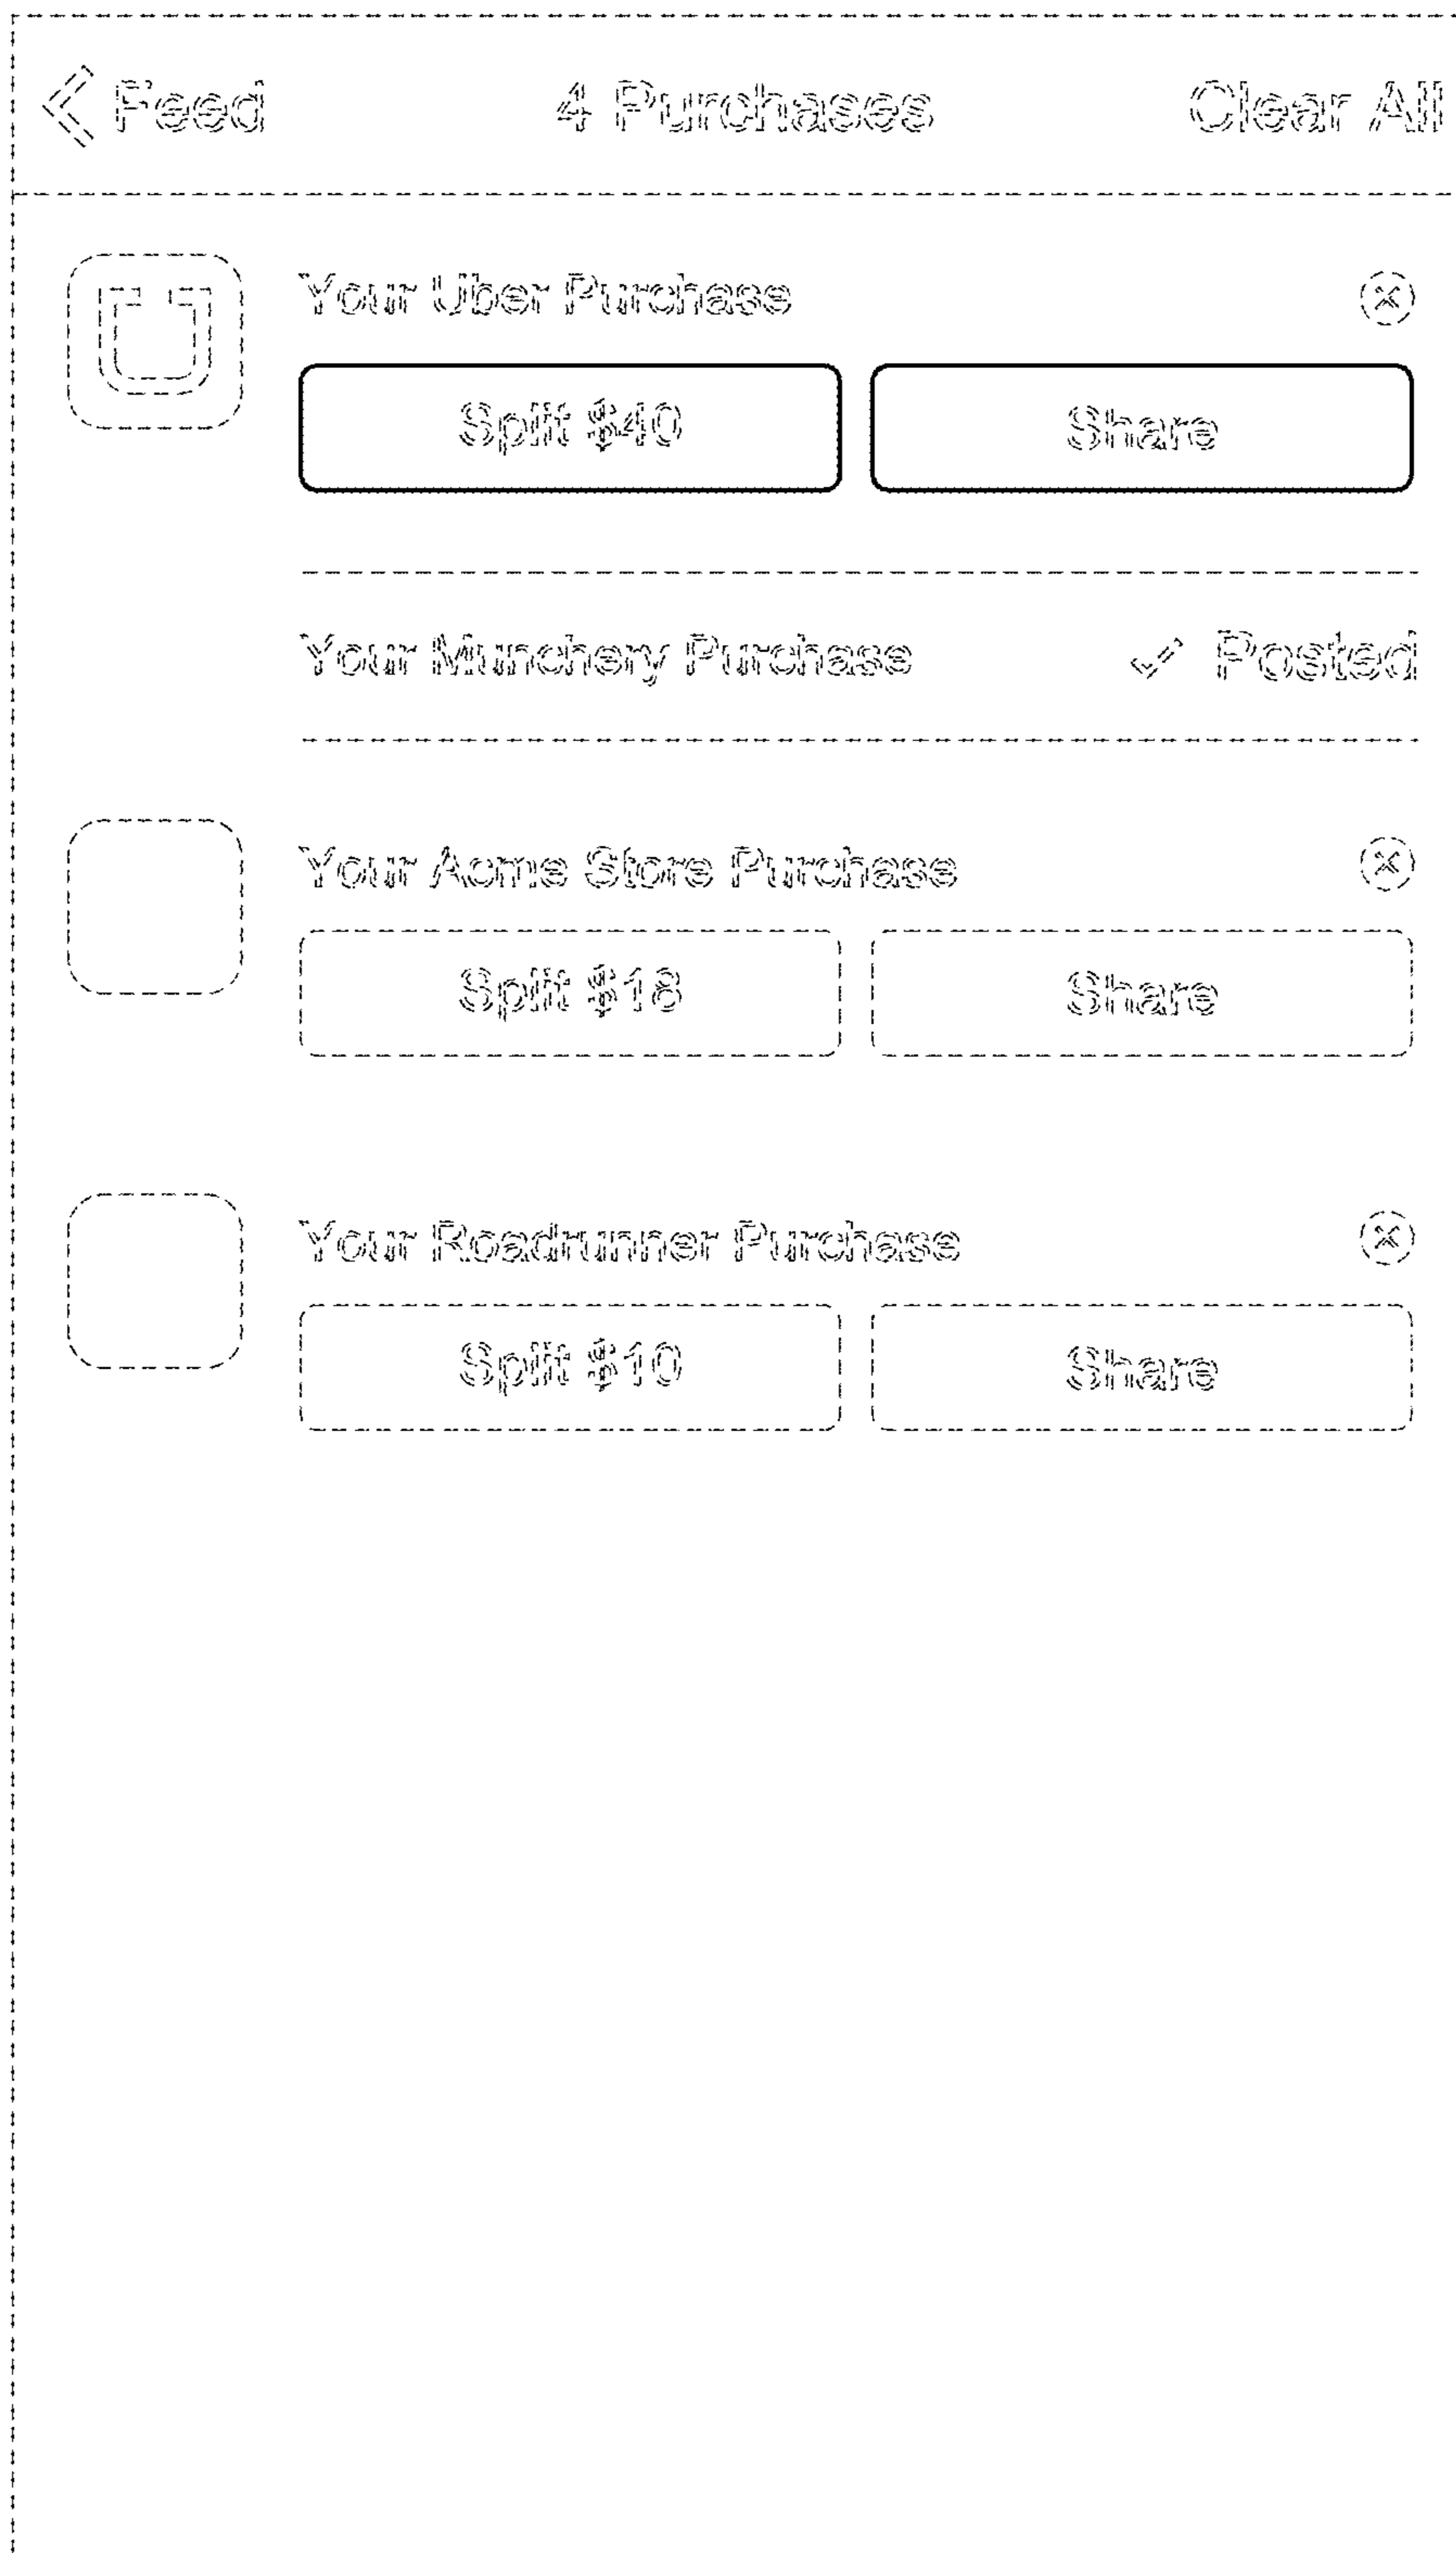 Feed 4 Purchases Clear All
Your Uber Purchase
Split $40 Share
Your Munchery Purchase Posted
Your Acme Store Purchase
Split $18 Share
Your Roadrunner Purchase
Split $10 Share